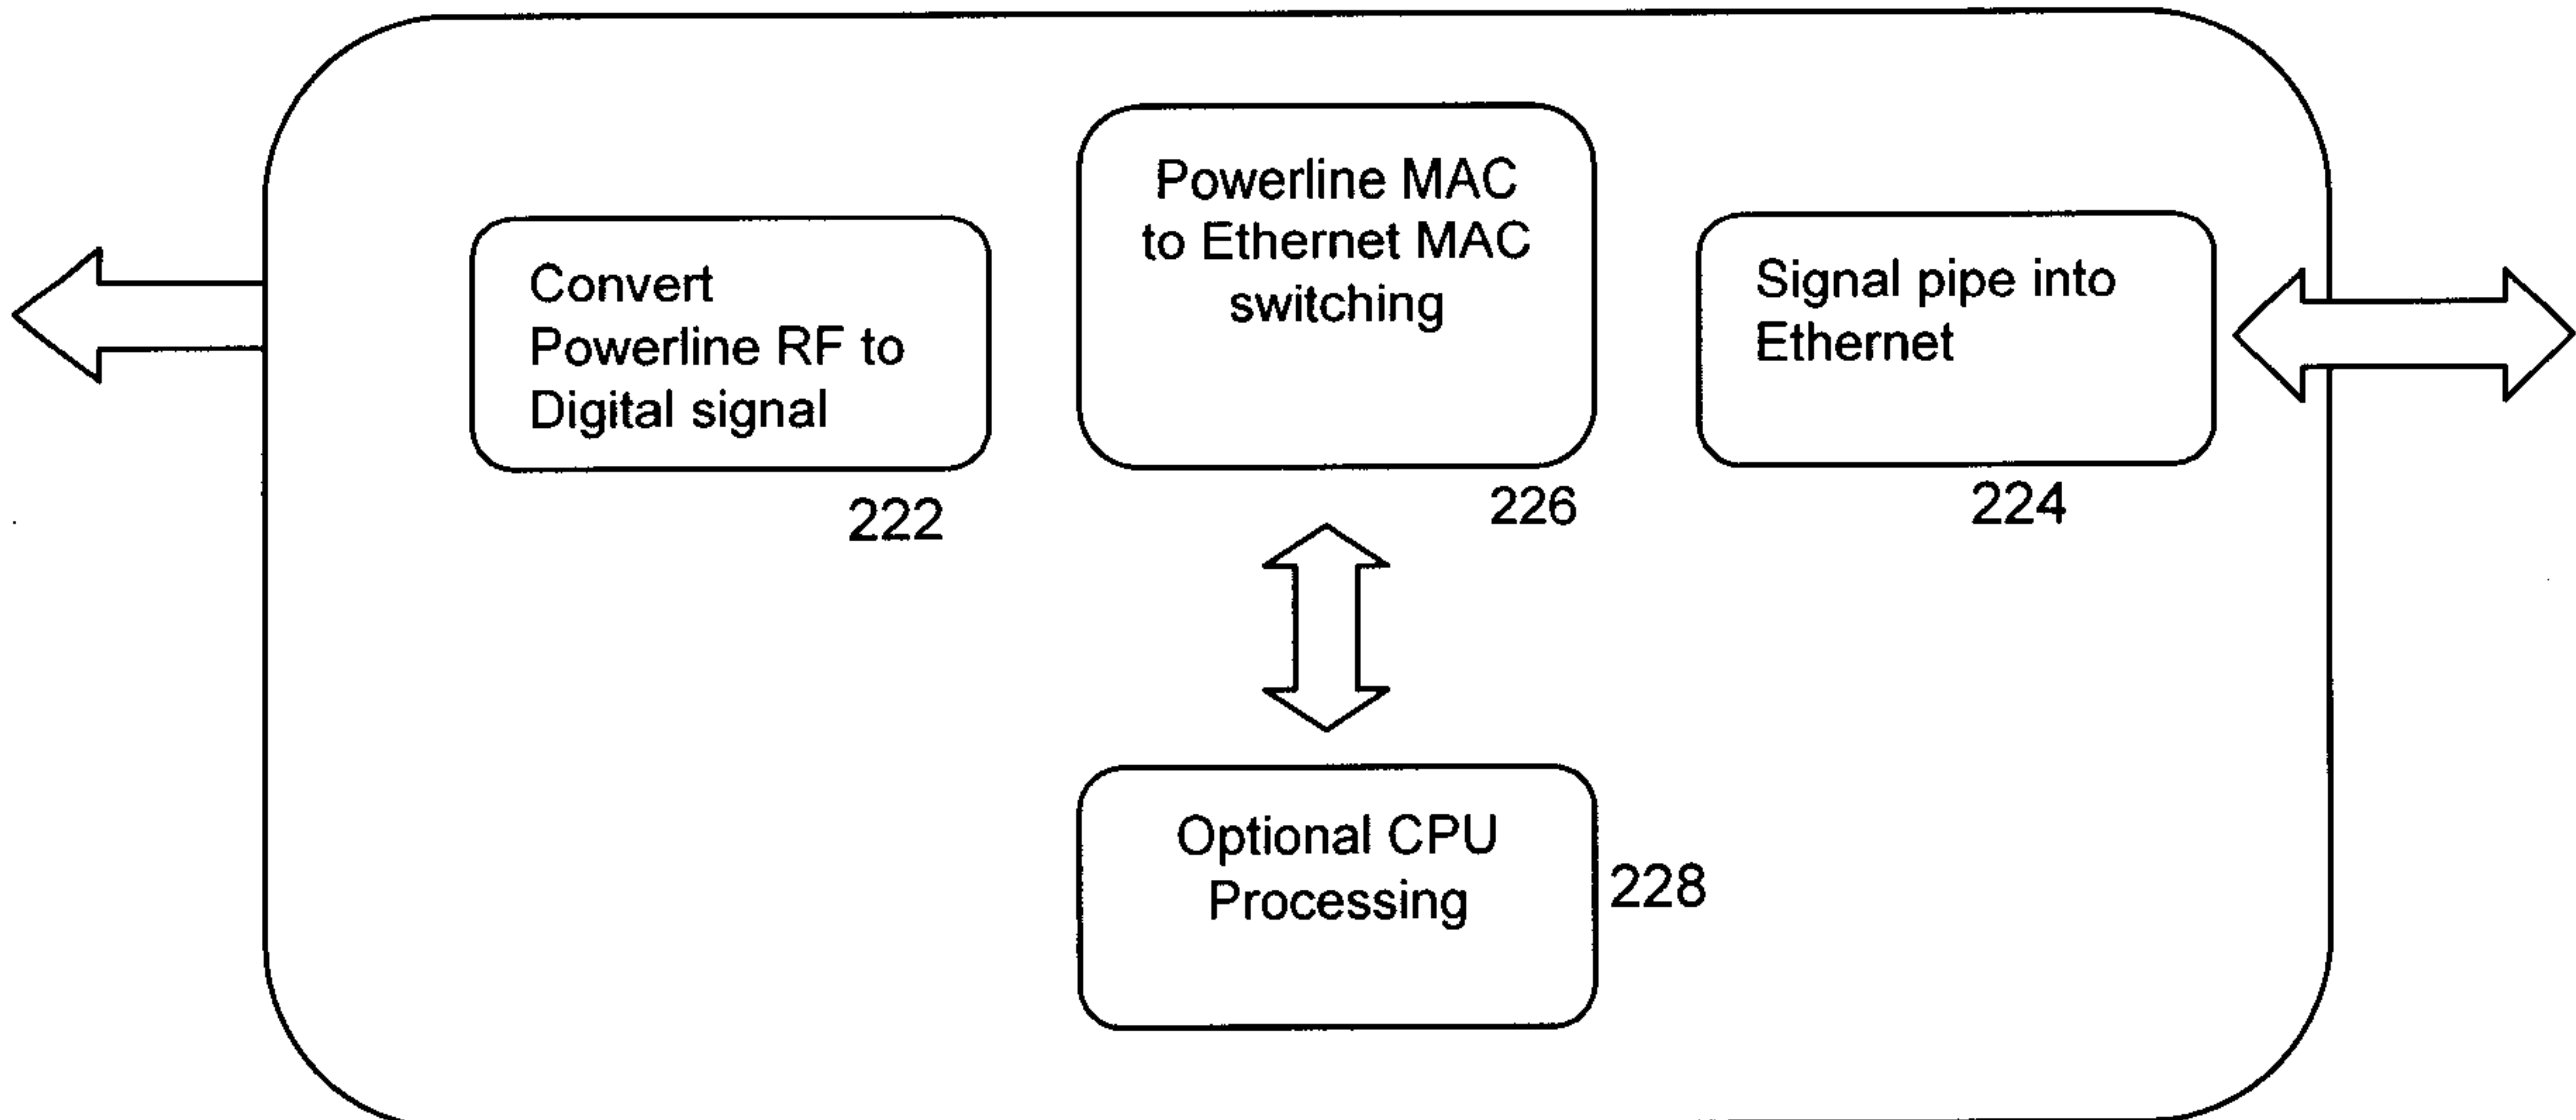 Convert
Powerline RF to
Digital signal
222
Powerline MAC
to Ethernet MAC
switching
226
Signal pipe into
Ethernet
224
Optional CPU
Processing
228